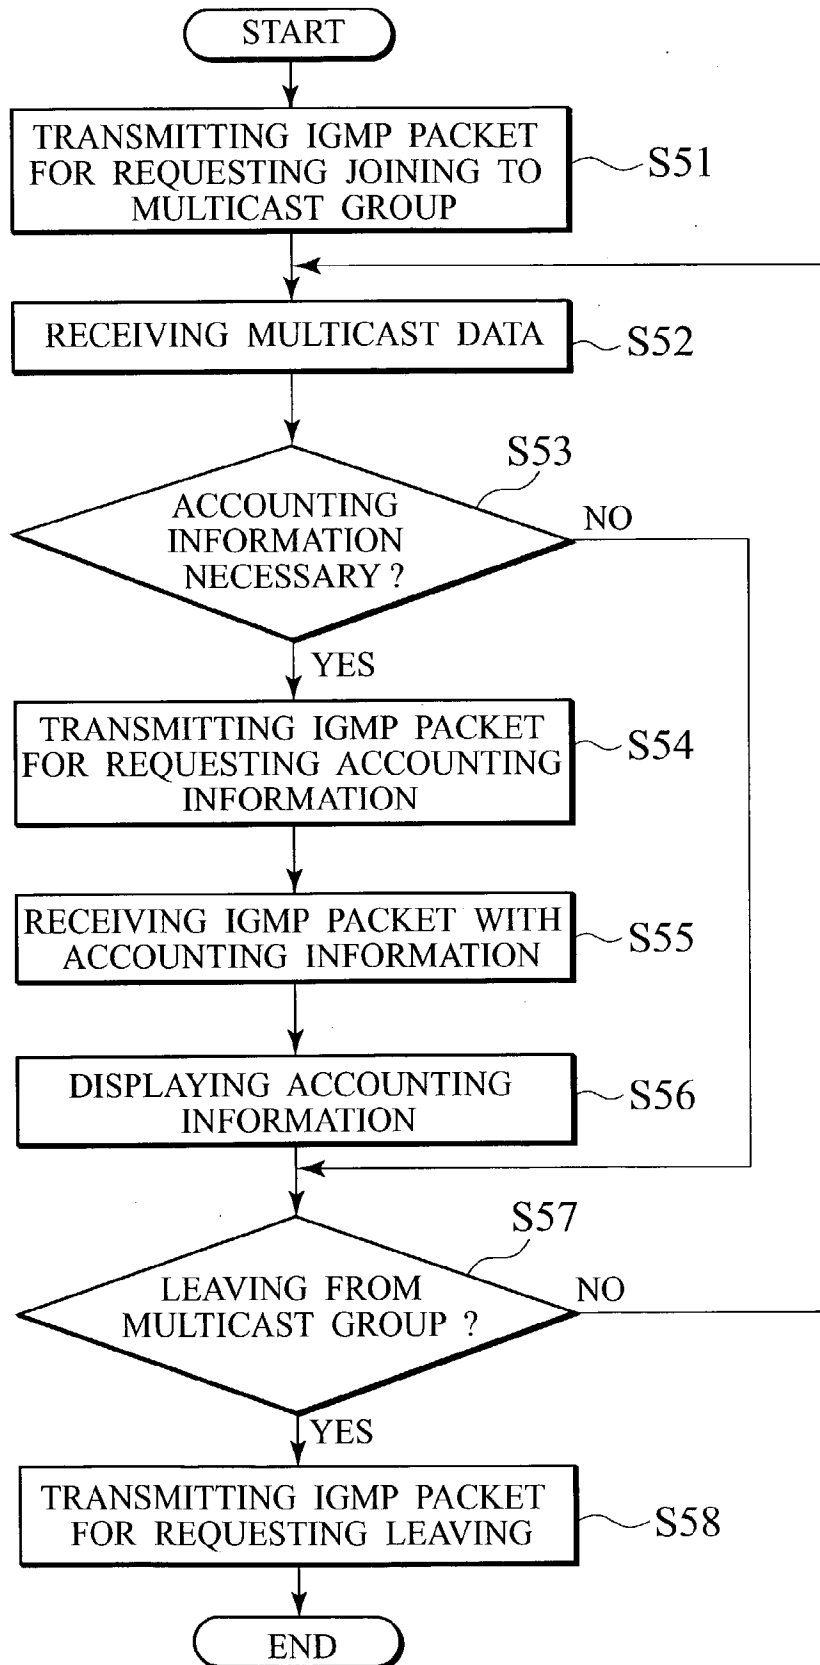 START
TRANSMITTING IGMP PACKET
FOR REQUESTING JOINING TO
MULTICAST GROUP
S51
RECEIVING MULTICAST DATA
S52
S53
ACCOUNTING
INFORMATION
NECESSARY ?
NO
YES
TRANSMITTING IGMP PACKET
FOR REQUESTING ACCOUNTING
INFORMATION
S54
RECEIVING IGMP PACKET WITH
ACCOUNTING INFORMATION
S55
DISPLAYING ACCOUNTING
INFORMATION
S56
S57
LEAVING FROM
MULTICAST GROUP ?
NO
YES
TRANSMITTING IGMP PACKET
FOR REQUESTING LEAVING
S58
END